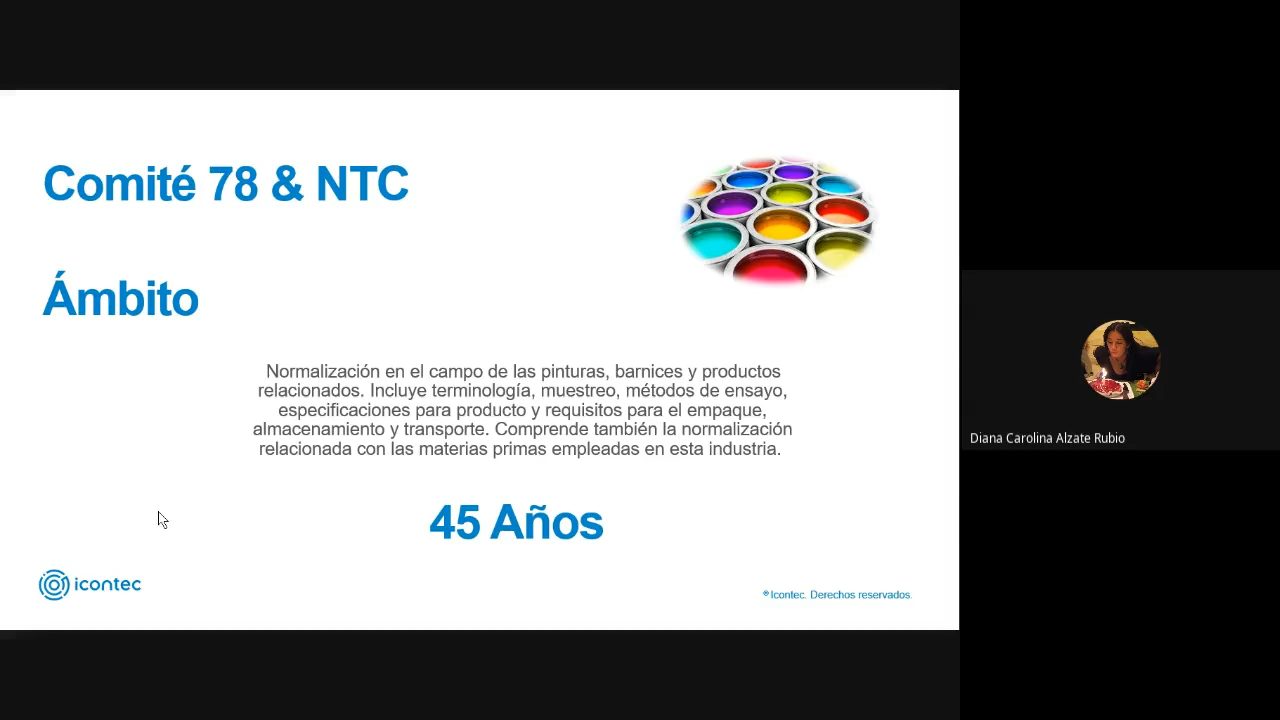 Comité 78 & NTC
Ámbito
Normalización en el campo de las pinturas, barnices y productos
relacionados. Incluye terminología, muestreo, métodos de ensayo,
especificaciones para producto y requisitos para el empaque,
almacenamiento y transporte. Comprende también la normalización
relacionada con las materias primas empleadas en esta industria.
45 Años
icontec
® Icontec. Derechos reservados.
Diana Carolina Alzate Rubio